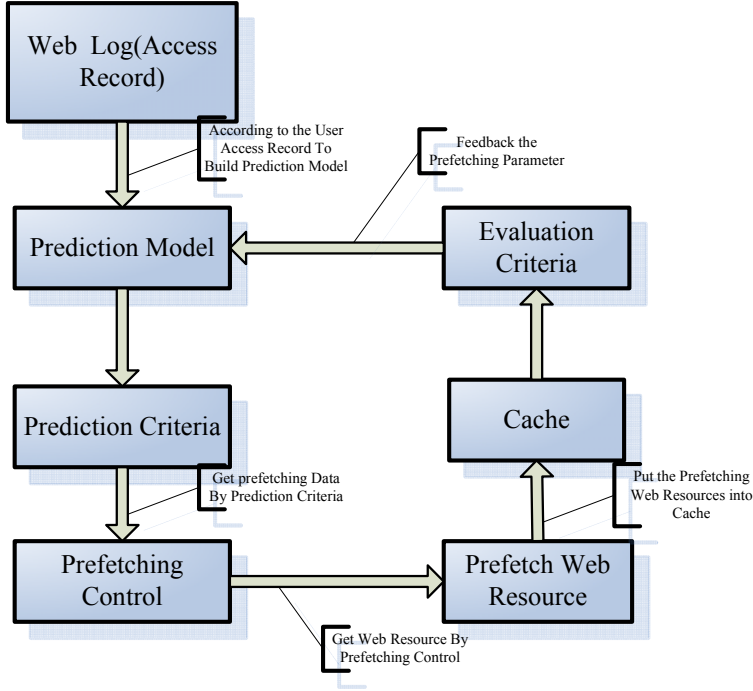 Web Log(Access
Record)
According to the User
Access Record To
Build Prediction Model
Feedback the
Prefetching Parameter
Prediction Model
Evaluation
Criteria
Prediction Criteria
Cache
Get prefetching Data
By Prediction Criteria
Put the Prefetching
Web Resources into
Cache
Prefetching
Control
Prefetch Web
Resource
Get Web Resource By
Prefetching Control